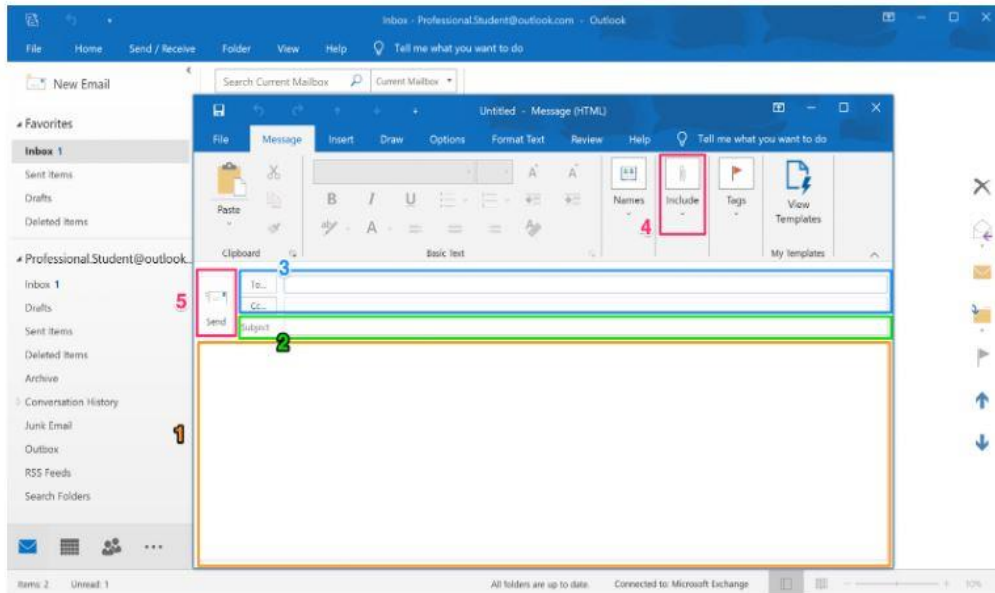 Inbox - Professional.Student@outlook.com - Outlook
File Home Send / Receive Folder View Help Tell me what you want to do
New Email
Search Current Mailbox Current Mailbox
Favorites
Inbox 1
Sent Items
Drafts
Deleted Items
Professional.Student@outlook...
Inbox 1
Drafts
Sent Items
Deleted Items
Archive
Conversation History
Junk Email
Outbox
RSS Feeds
Search Folders
Untitled - Message (HTML)
File Message Insert Draw Options Format Text Review Help Tell me what you want to do
Paste
B I U
A A
aby A
Names Include Tags View Templates
4
Clipboard Basic Text My Templates
3
5
To...
Cc...
Send
Subject
2
1
Items: 2 Unread: 1 All folders are up to date. Connected to: Microsoft Exchange 10%